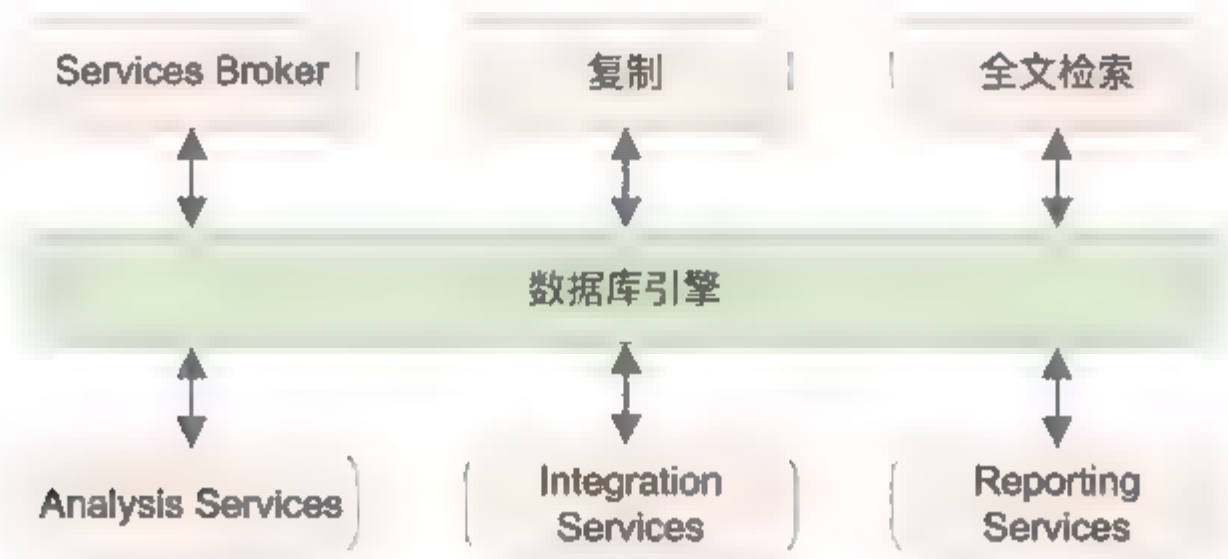 Services Broker
复制
全文检索
数据库引擎
Analysis Services
Integration
Services
Reporting
Services